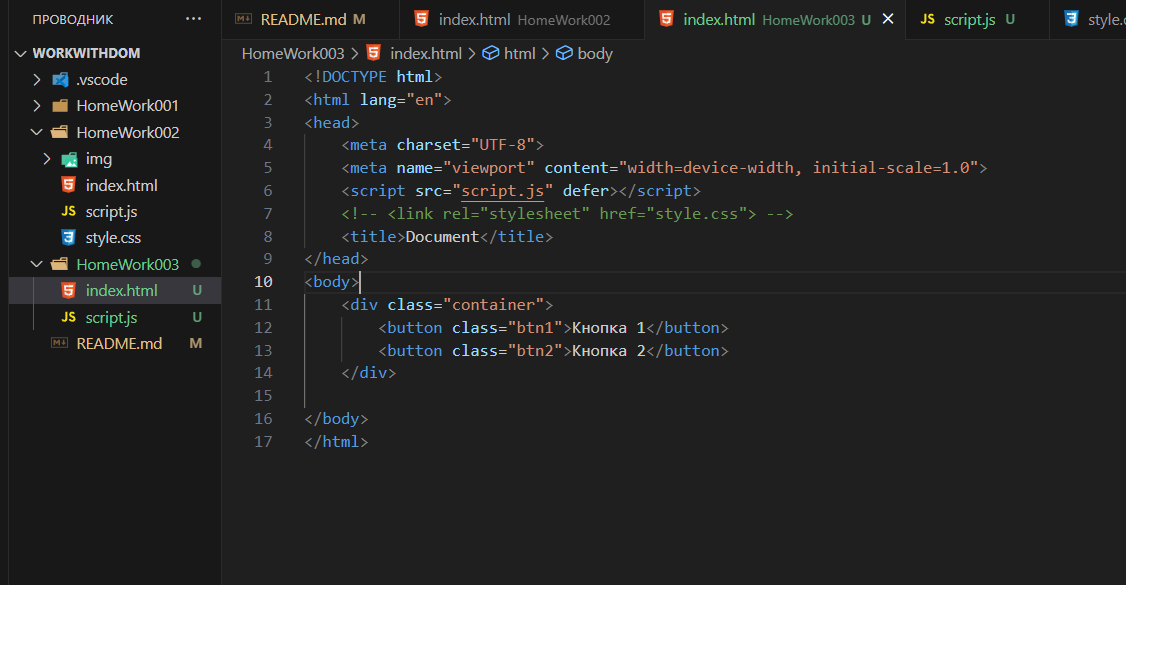 ПРОВОДНИК ...
WORKWITHDOM
.vscode
HomeWork001
HomeWork002
img
index.html
JS script.js
style.css
HomeWork003
index.html U
JS script.js U
README.md M
README.md M index.html HomeWork002 index.html HomeWork003 U JS script.js U style.c
HomeWork003 > index.html > html > body
1 <!DOCTYPE html>
2 <html lang="en">
3 <head>
4 <meta charset="UTF-8">
5 <meta name="viewport" content="width=device-width, initial-scale=1.0">
6 <script src="script.js" defer></script>
7 <!-- <link rel="stylesheet" href="style.css"> -->
8 <title>Document</title>
9 </head>
10 <body>
11 <div class="container">
12 <button class="btn1">Кнопка 1</button>
13 <button class="btn2">Кнопка 2</button>
14 </div>
15
16 </body>
17 </html>